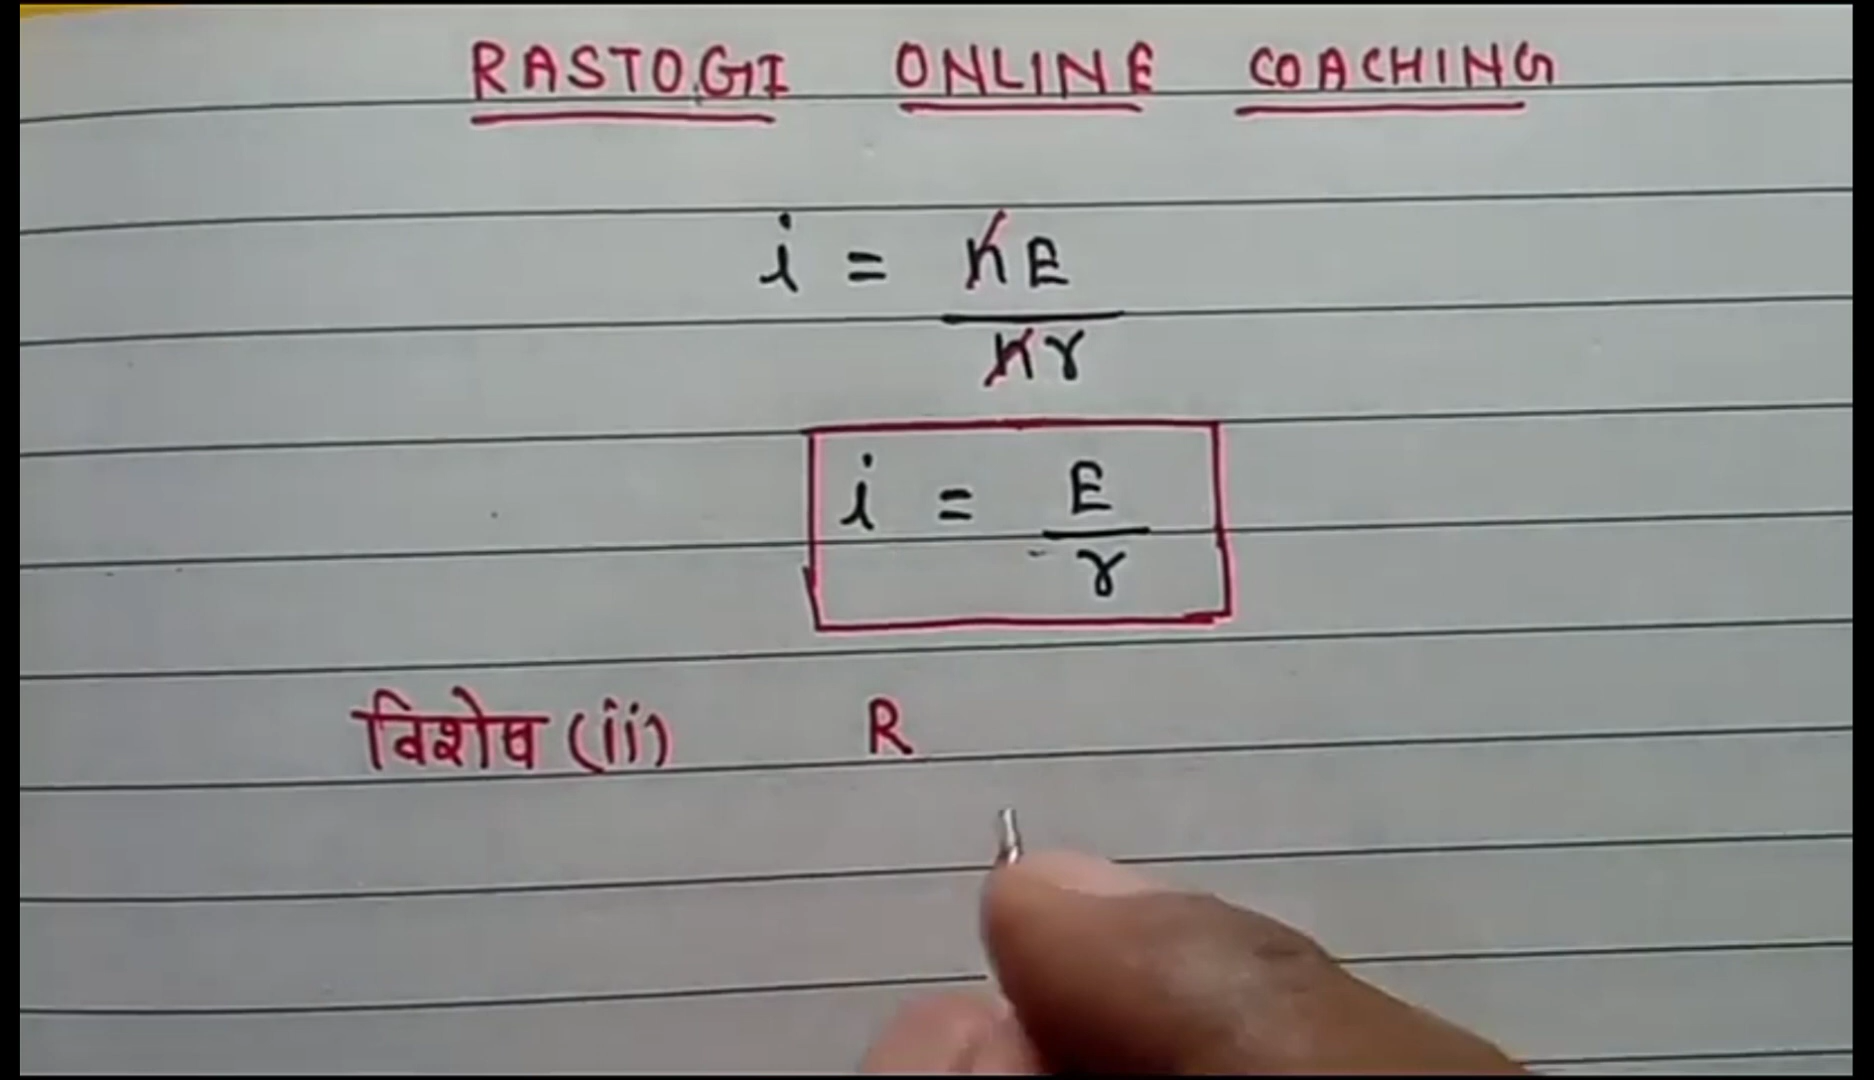 RASTOGI ONLINE COACHING
i = nE
nr
i = E
r
विशेष (ii) R